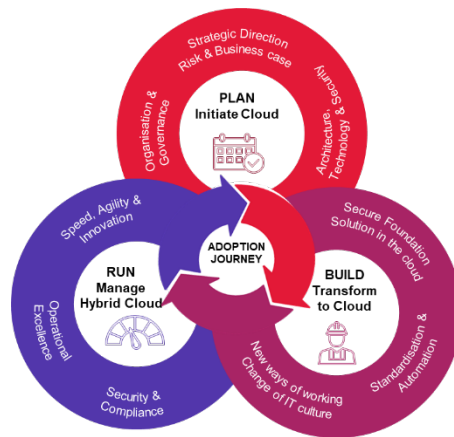 Strategic Direction
Risk & Business case
Organisation &
Governance
Architecture,
Technology & Security
PLAN
Initiate Cloud
ADOPTION
JOURNEY
Speed, Agility &
Innovation
Operational
Excellence
Security &
Compliance
RUN
Manage
Hybrid Cloud
Secure Foundation
Solution in the cloud
Standardisation &
Automation
New ways of working
Change of IT culture
BUILD
Transform
to Cloud